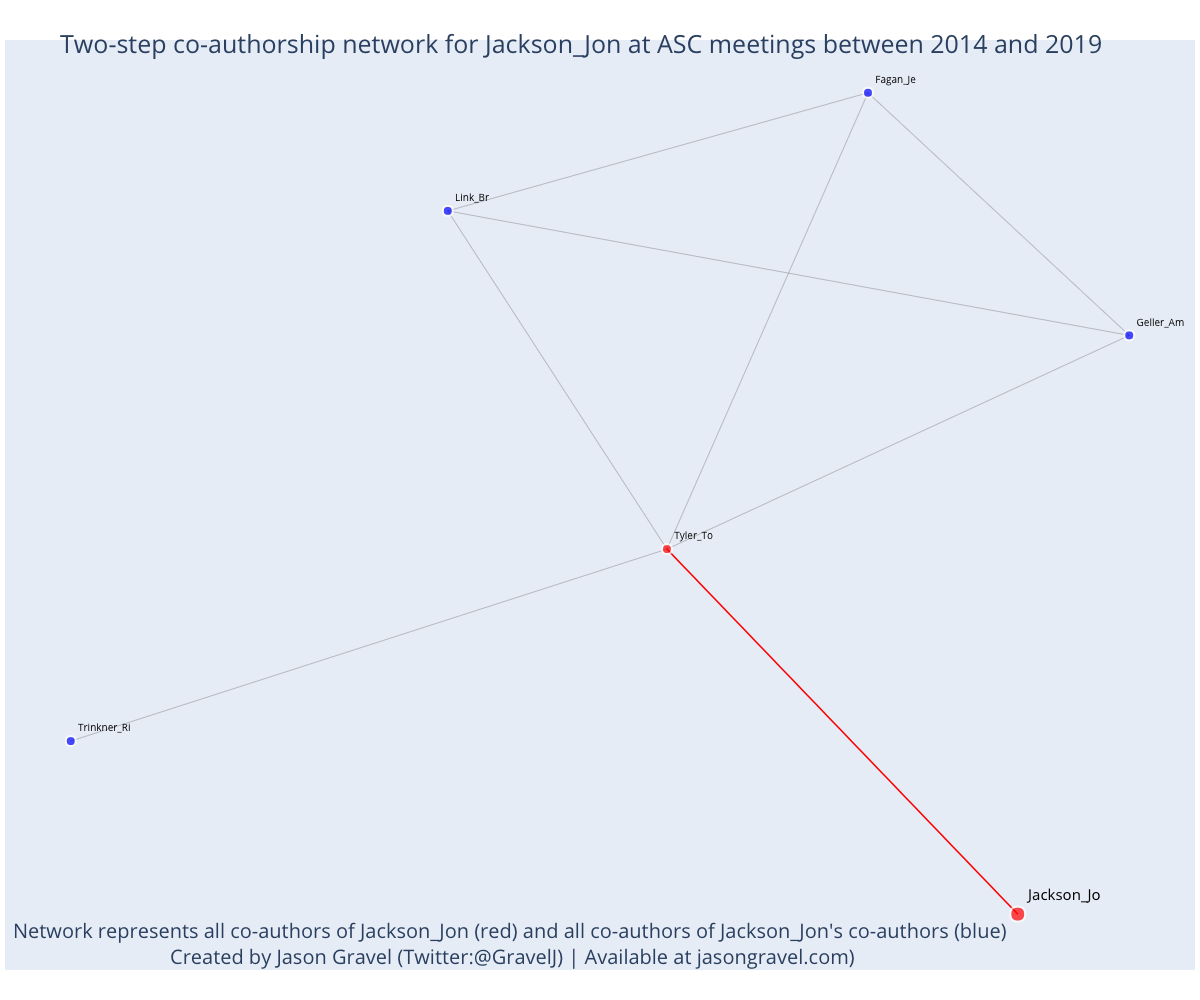 Two-step co-authorship network for Jackson_Jon at ASC meetings between 2014 and 2019
Fagan_Je
Link_Br
Geller_Am
Tyler_To
Trinkner_Ri
Jackson_Jo
Network represents all co-authors of Jackson_Jon (red) and all co-authors of Jackson_Jon's co-authors (blue)
Created by Jason Gravel (Twitter:@GravelJ) | Available at jasongravel.com)